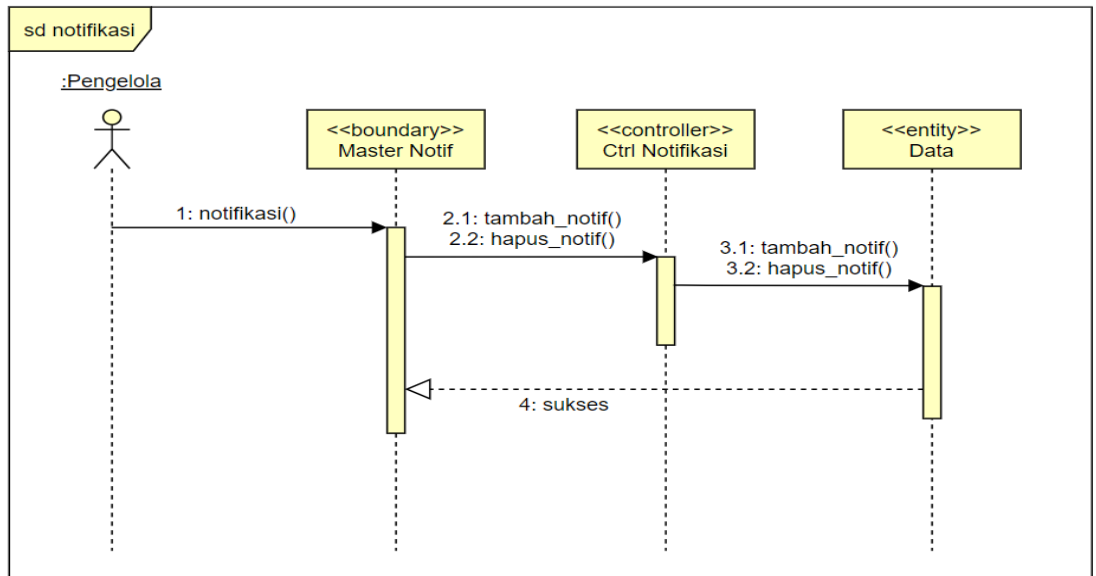 sd notifikasi
:Pengelola
<<boundary>>
Master Notif
<<controller>>
Ctrl Notifikasi
<<entity>>
Data
1: notifikasi()
2.1: tambah_notif()
2.2: hapus_notif()
3.1: tambah_notif()
3.2: hapus_notif()
4: sukses